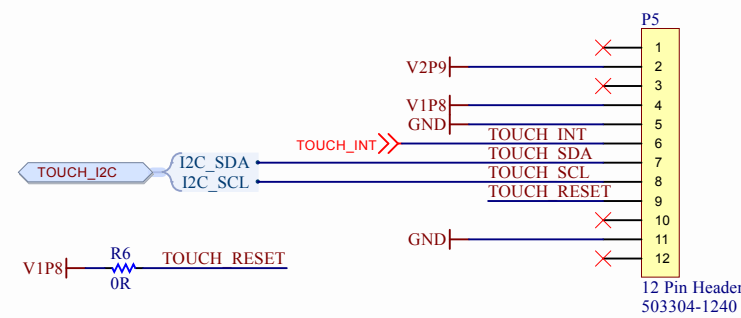 P5
1
V2P9 2
3
V1P8 4
GND 5
TOUCH_INT TOUCH_INT 6
I2C_SDA TOUCH_SDA 7
TOUCH_I2C
I2C_SCL TOUCH_SCL 8
TOUCH_RESET 9
10
GND 11
12
R6 TOUCH_RESET
V1P8
0R
12 Pin Header
503304-1240